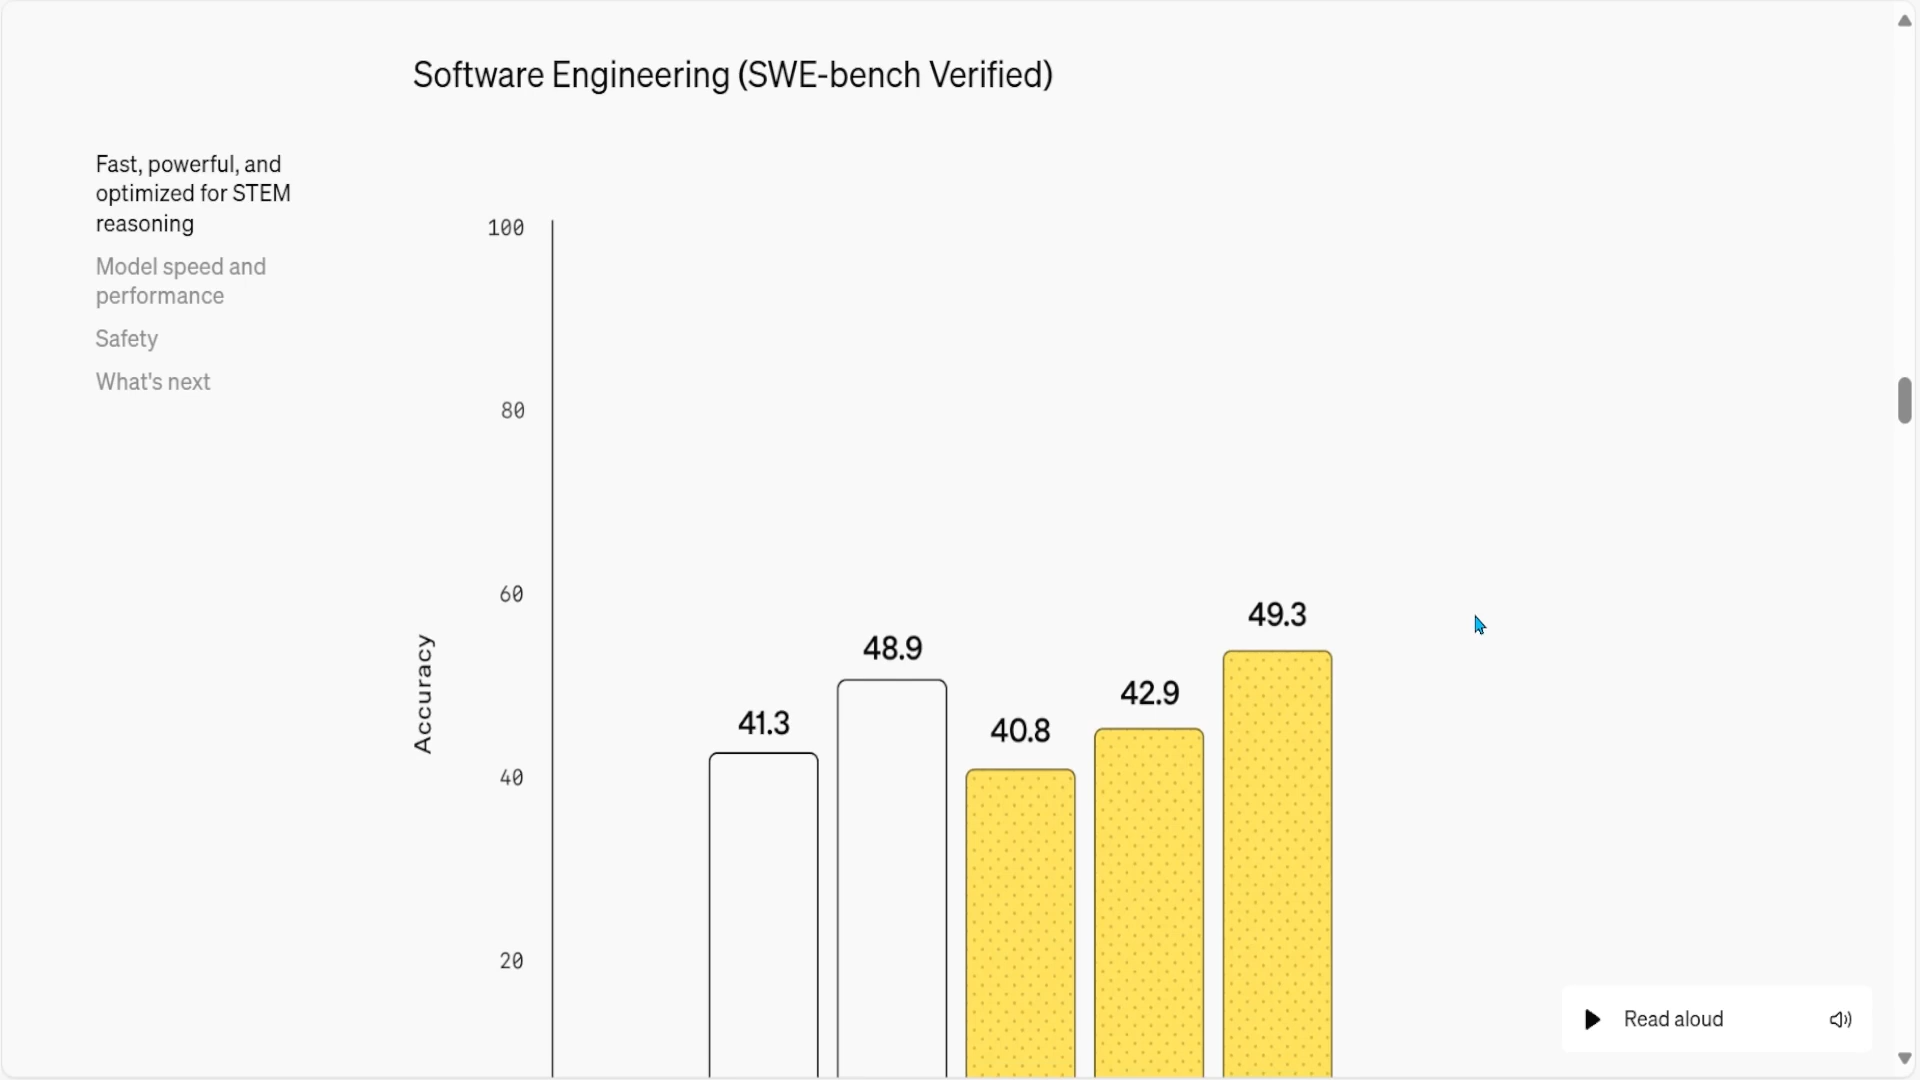 Software Engineering (SWE-bench Verified)
Fast, powerful, and
optimized for STEM
reasoning
Model speed and
performance
Safety
What's next
100
80
60
40
20
Accuracy
41.3
48.9
40.8
42.9
49.3
Read aloud